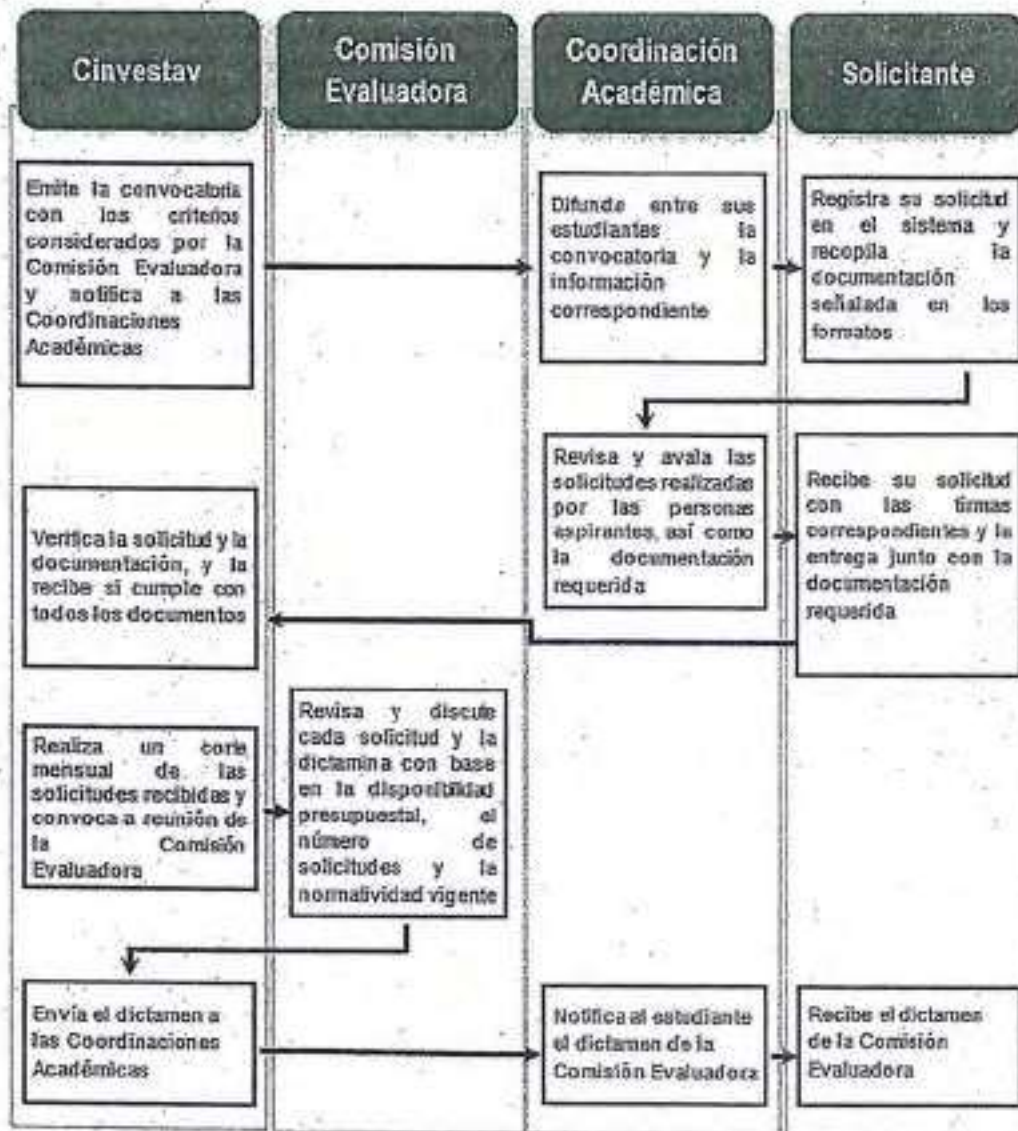 Cinvestav
Comisión
Evaluadora
Coordinación
Académica
Solicitante
Emite la convocatoria
con los criterios
considerados por la
Comisión Evaluadora
y notifica a las
Coordinaciones
Académicas
Difunde entre sus
estudiantes la
convocatoria y la
información
correspondiente
Registra su solicitud
en el sistema y
recopila la
documentación
señalada en los
formatos
Revisa y avala las
solicitudes realizadas
por las personas
aspirantes, así como
la documentación
requerida
Recibe su solicitud
con las firmas
correspondientes y la
entrega junto con la
documentación
requerida
Verifica la solicitud y la
documentación, y la
recibe si cumple con
todos los documentos
Realiza un corte
mensual de las
solicitudes recibidas y
convoca a reunión de
la Comisión
Evaluadora
Revisa y discute
cada solicitud y la
dictamina con base
en la disponibilidad
presupuestal, el
número de
solicitudes y la
normatividad vigente
Envía el dictamen a
las Coordinaciones
Académicas
Notifica al estudiante
el dictamen de la
Comisión Evaluadora
Recibe el dictamen
de la Comisión
Evaluadora